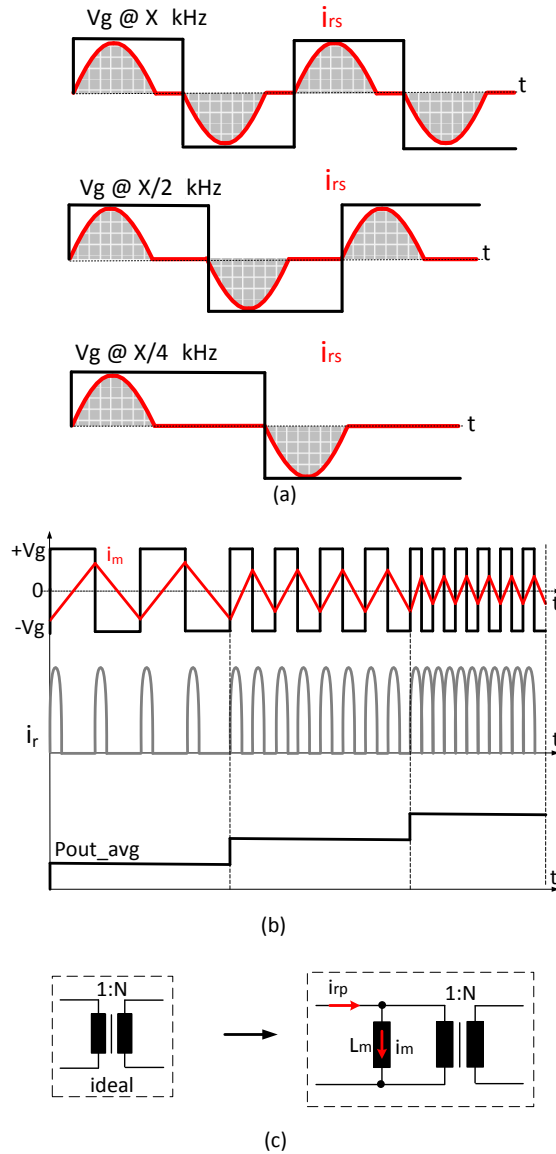 Vg @ X kHz irs
t
Vg @ X/2 kHz irs
t
Vg @ X/4 kHz irs
t
(a)
+Vg im
0
t
-Vg
ir
t
Pout_avg
t
(b)
1:N
ideal
irp 1:N
Lm im
(c)